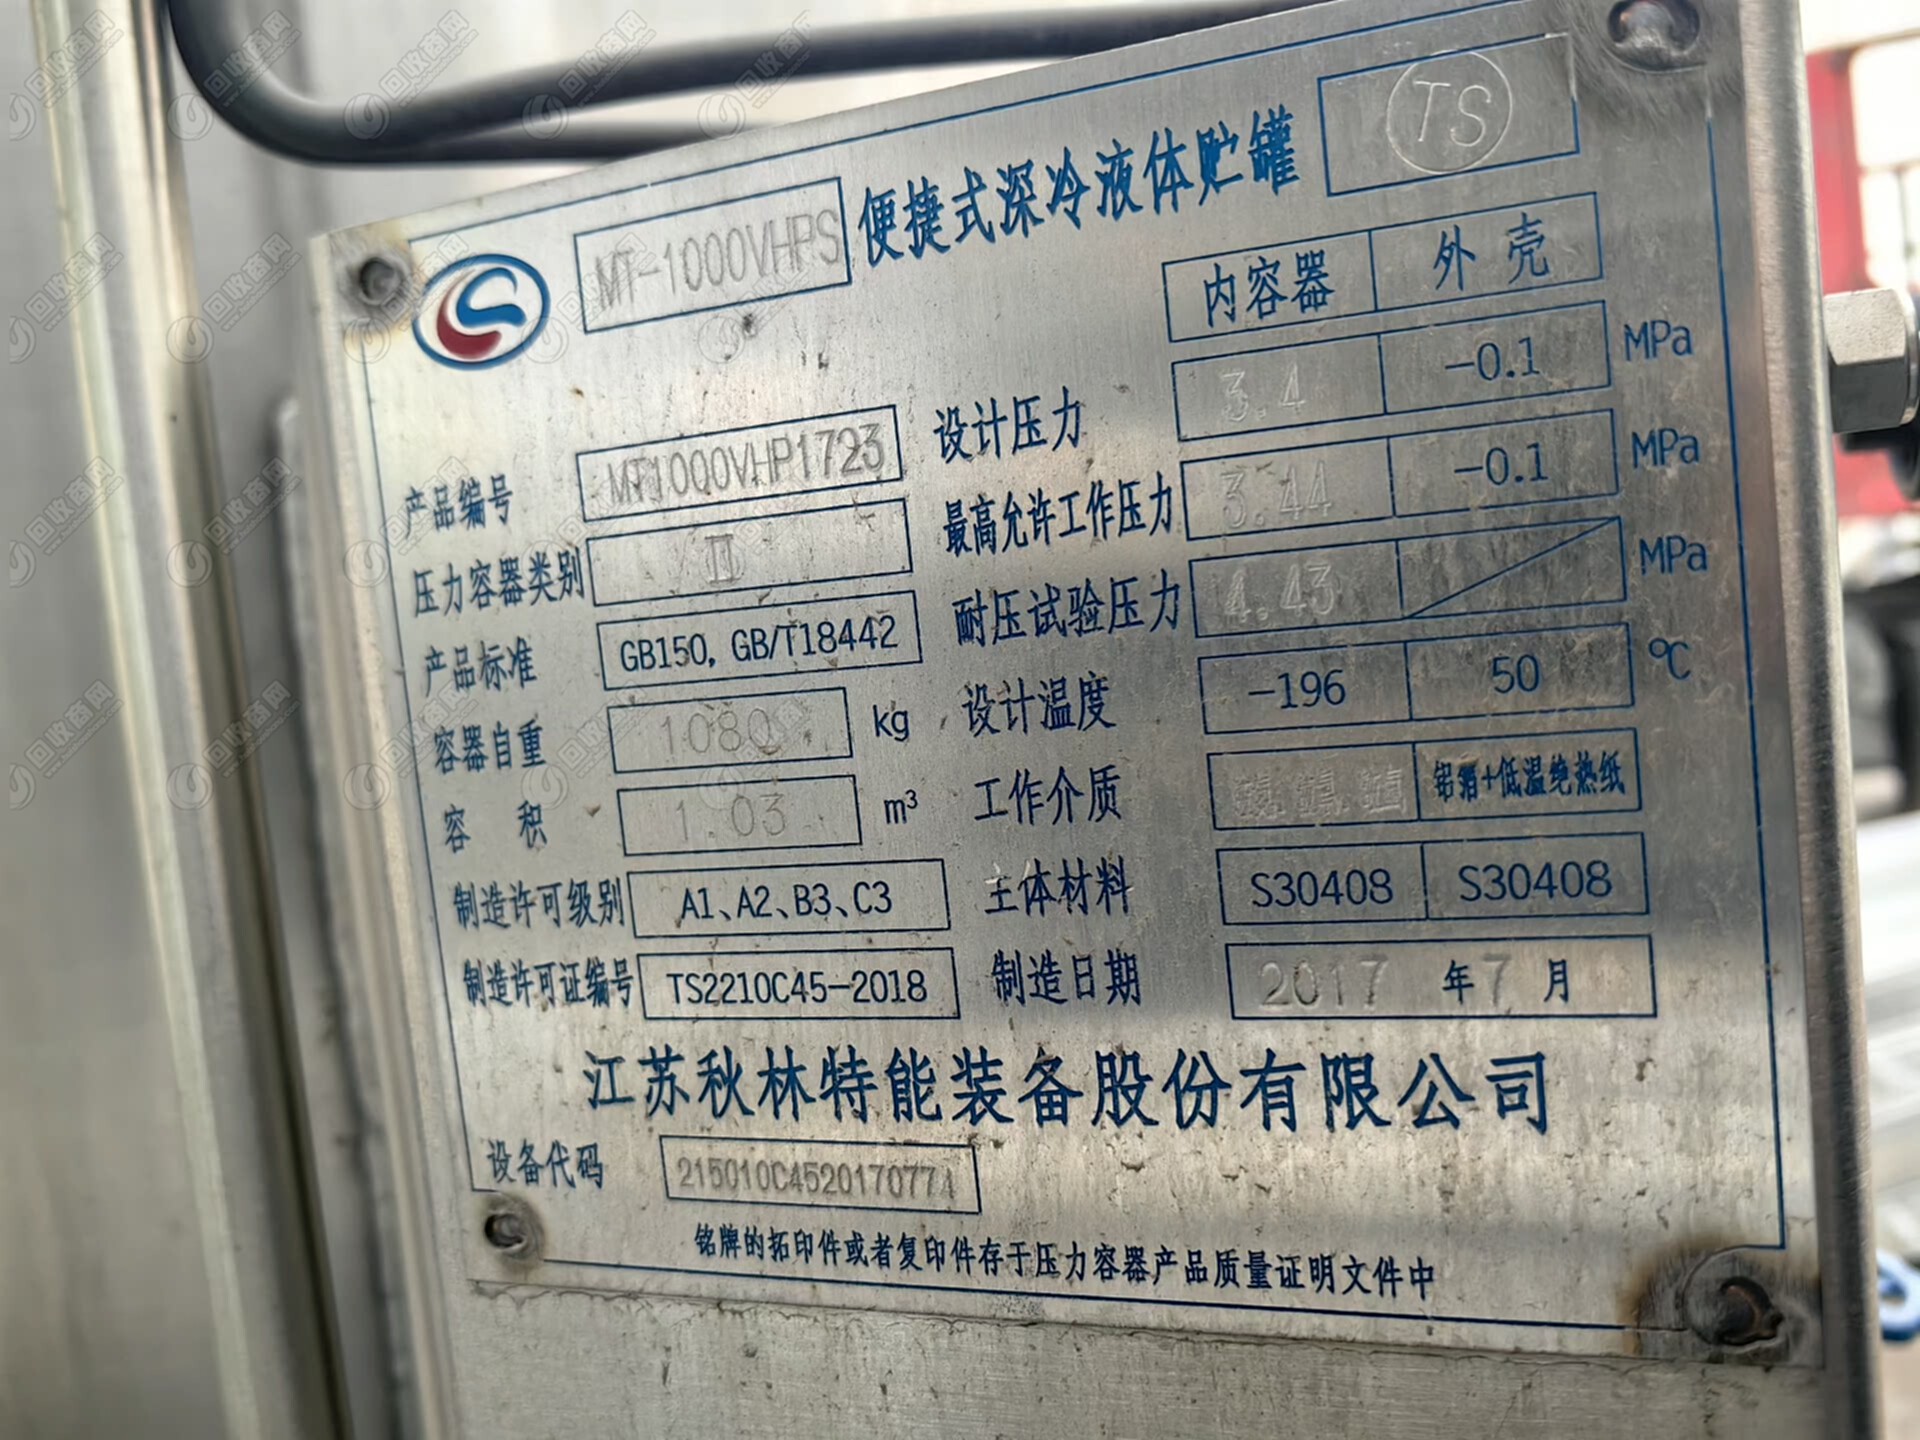 MT-1000VHPS 便捷式深冷液体贮罐 TS
内容器 外壳
产品编号 MT1000VHP1723 设计压力 3.4 -0.1 MPa
压力容器类别 Ⅱ 最高允许工作压力 3.44 -0.1 MPa
产品标准 GB150, GB/T18442 耐压试验压力 4.43 MPa
容器自重 1080 kg 设计温度 -196 50 ℃
容 积 1.03 m³ 工作介质 铝箔+低温绝热纸
制造许可级别 A1、A2、B3、C3 主体材料 S30408 S30408
制造许可证编号 TS2210C45-2018 制造日期 2017 年 7 月
江苏秋林特能装备股份有限公司
设备代码 215010C4520170774
铭牌的拓印件或者复印件存于压力容器产品质量证明文件中
回收商网